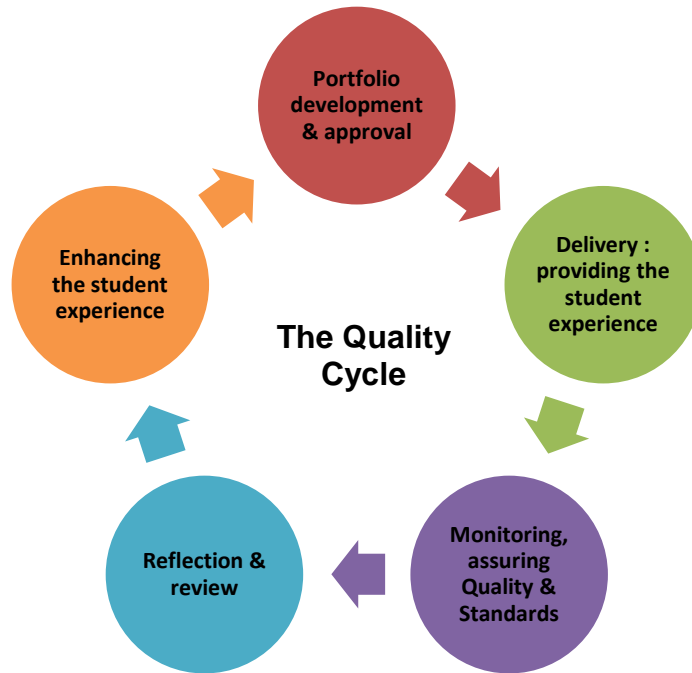 Portfolio
development
& approval
Delivery :
providing the
student
experience
Monitoring,
assuring
Quality &
Standards
Reflection &
review
Enhancing
the student
experience
The Quality
Cycle